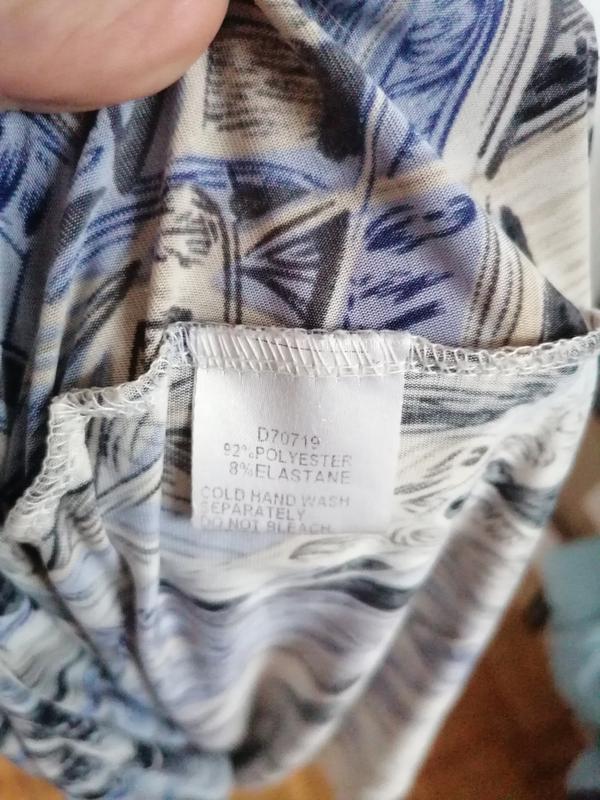 D70719
92%POLYESTER
8%ELASTANE
COLD HAND WASH
SEPARATELY
DO NOT BLEACH